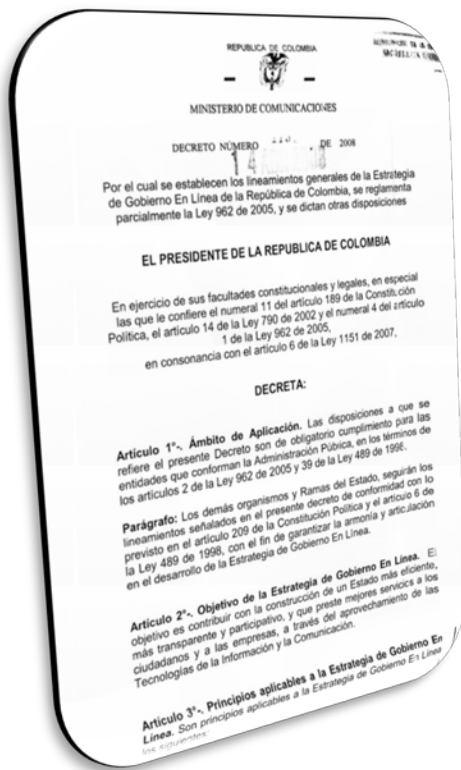 REPUBLICA DE COLOMBIA
MINISTERIO DE COMUNICACIONES
DECRETO NÚMERO DE 2008
Por el cual se establecen los lineamientos generales de la Estrategia
de Gobierno En Línea de la República de Colombia, se reglamenta
parcialmente la Ley 962 de 2005, y se dictan otras disposiciones
EL PRESIDENTE DE LA REPUBLICA DE COLOMBIA
En ejercicio de sus facultades constitucionales y legales, en especial
las que le confiere el numeral 11 del artículo 189 de la Constitución
Política, el artículo 14 de la Ley 790 de 2002 y el numeral 4 del artículo
1 de la Ley 962 de 2005,
en consonancia con el artículo 6 de la Ley 1151 de 2007,
DECRETA:
Artículo 1°-. Ámbito de Aplicación. Las disposiciones a que se
refiere el presente Decreto son de obligatorio cumplimiento para las
entidades que conforman la Administración Pública, en los términos de
los artículos 2 de la Ley 962 de 2005 y 39 de la Ley 489 de 1998.
Parágrafo: Los demás organismos y Ramas del Estado, seguirán los
lineamientos señalados en el presente decreto de conformidad con lo
previsto en el artículo 209 de la Constitución Política y el artículo 6 de
la Ley 489 de 1998, con el fin de garantizar la armonía y articulación
en el desarrollo de la Estrategia de Gobierno En Línea.
Artículo 2°-. Objetivo de la Estrategia de Gobierno En Línea. El
objetivo es contribuir con la construcción de un Estado más eficiente,
más transparente y participativo, y que preste mejores servicios a los
ciudadanos y a las empresas, a través del aprovechamiento de las
Tecnologías de la Información y la Comunicación.
Artículo 3°-. Principios aplicables a la Estrategia de Gobierno En
Línea. Son principios aplicables a la Estrategia de Gobierno En Línea
los siguientes: